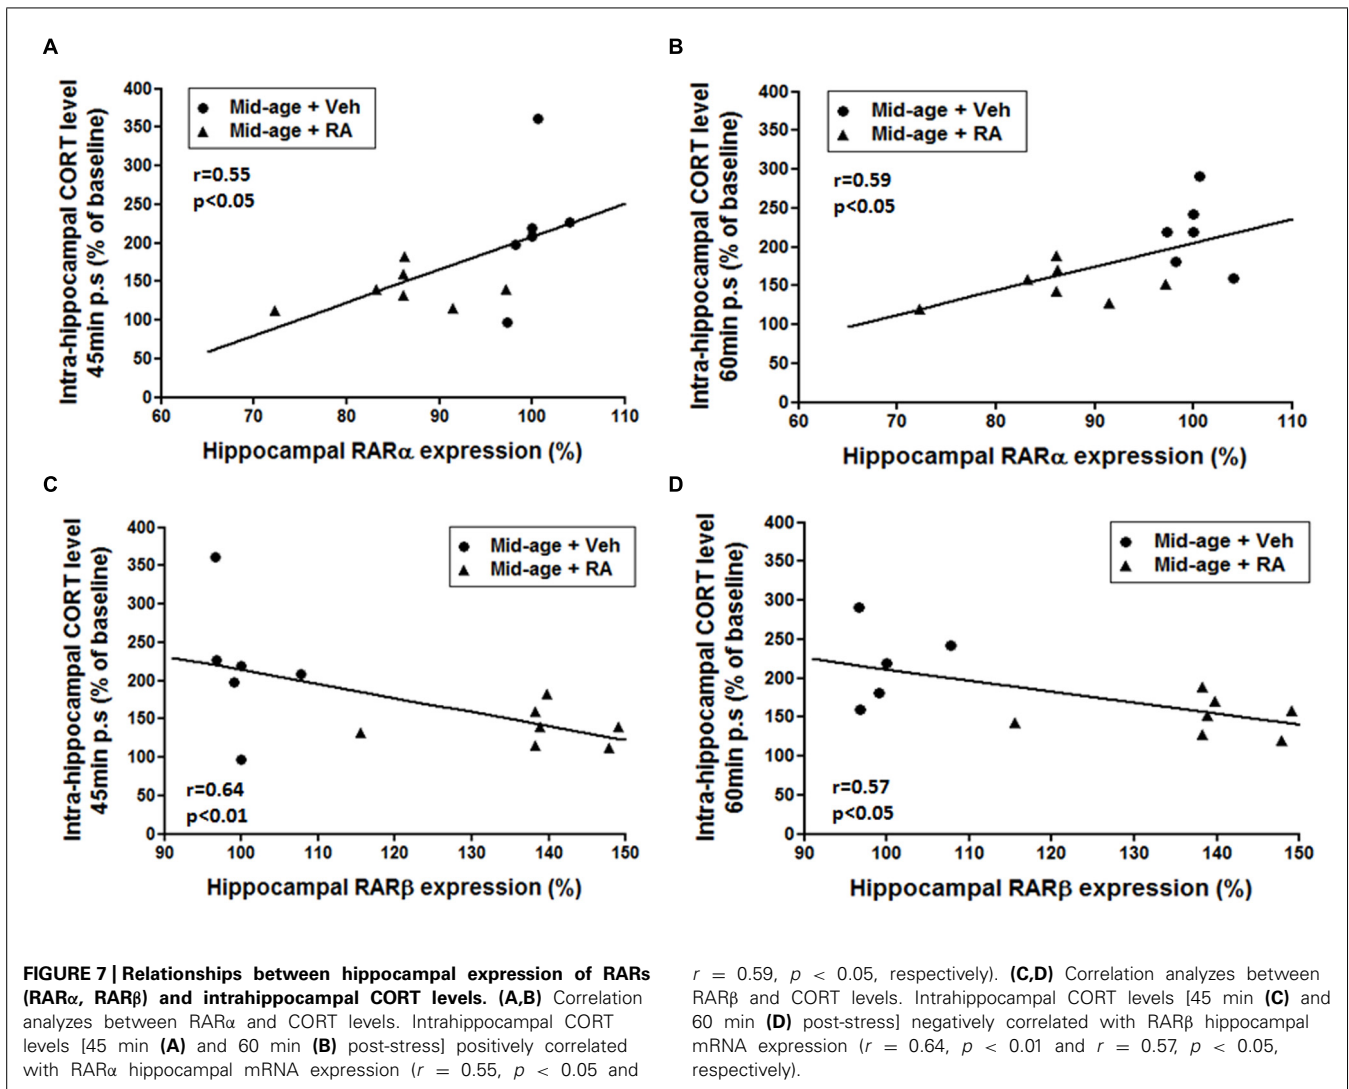 A
Intra-hippocampal CORT level
45min p.s (% of baseline)
400
350
300
250
200
150
100
50
0
Mid-age + Veh
Mid-age + RA
r=0.55
p<0.05
60 70 80 90 100 110
Hippocampal RARα expression (%)
B
Intra-hippocampal CORT level
60min p.s (% of baseline)
400
350
300
250
200
150
100
50
0
Mid-age + Veh
Mid-age + RA
r=0.59
p<0.05
60 70 80 90 100 110
Hippocampal RARα expression (%)
C
Intra-hippocampal CORT level
45min p.s (% of baseline)
400
350
300
250
200
150
100
50
0
Mid-age + Veh
Mid-age + RA
r=0.64
p<0.01
90 100 110 120 130 140 150
Hippocampal RARβ expression (%)
D
Intra-hippocampal CORT level
60min p.s (% of baseline)
400
350
300
250
200
150
100
50
0
Mid-age + Veh
Mid-age + RA
r=0.57
p<0.05
90 100 110 120 130 140 150
Hippocampal RARβ expression (%)
FIGURE 7 | Relationships between hippocampal expression of RARs
(RARα, RARβ) and intrahippocampal CORT levels. (A,B) Correlation
analyzes between RARα and CORT levels. Intrahippocampal CORT
levels [45 min (A) and 60 min (B) post-stress] positively correlated
with RARα hippocampal mRNA expression (r = 0.55, p < 0.05 and
r = 0.59, p < 0.05, respectively). (C,D) Correlation analyzes between
RARβ and CORT levels. Intrahippocampal CORT levels [45 min (C) and
60 min (D) post-stress] negatively correlated with RARβ hippocampal
mRNA expression (r = 0.64, p < 0.01 and r = 0.57, p < 0.05,
respectively).